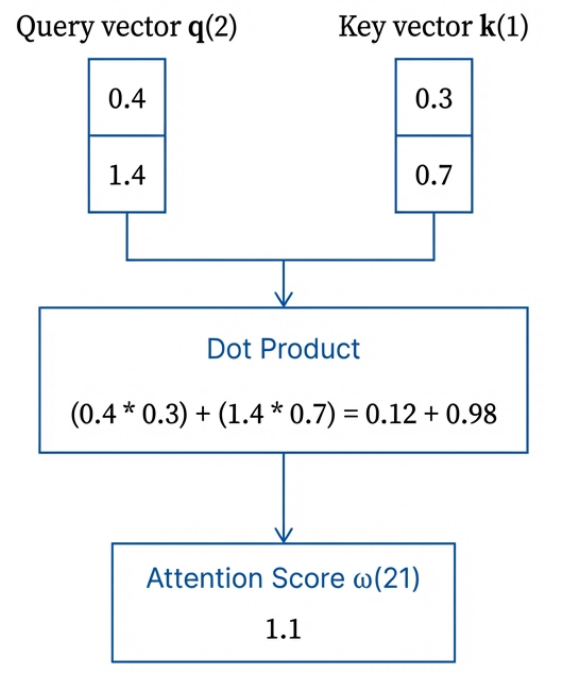 Query vector q(2)
Key vector k(1)
0.4
1.4
0.3
0.7
Dot Product
(0.4 * 0.3) + (1.4 * 0.7) = 0.12 + 0.98
Attention Score ω(21)
1.1